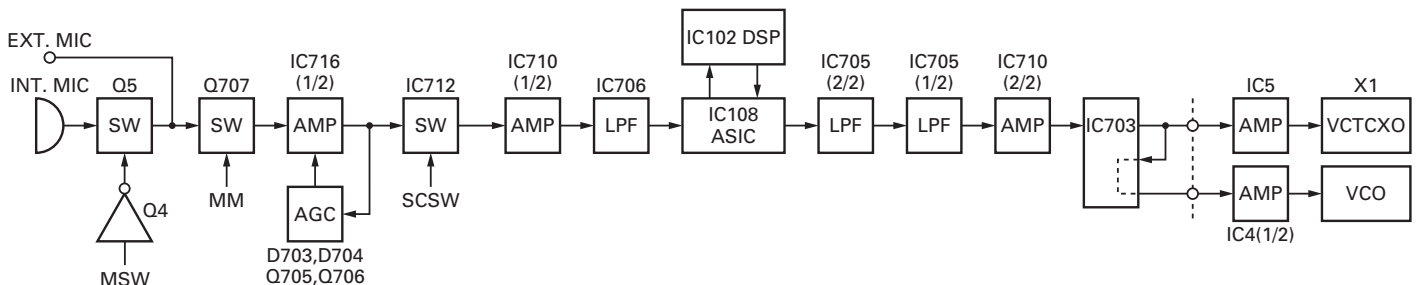 EXT. MIC
INT. MIC
Q5
SW
Q4
MSW
Q707
SW
MM
IC716
(1/2)
AMP
AGC
D703,D704
Q705,Q706
IC712
SW
SCSW
IC710
(1/2)
AMP
IC706
LPF
IC102 DSP
IC108
ASIC
IC705
(2/2)
LPF
IC705
(1/2)
LPF
IC710
(2/2)
AMP
IC703
IC5
AMP
X1
VCTCXO
AMP
IC4(1/2)
VCO